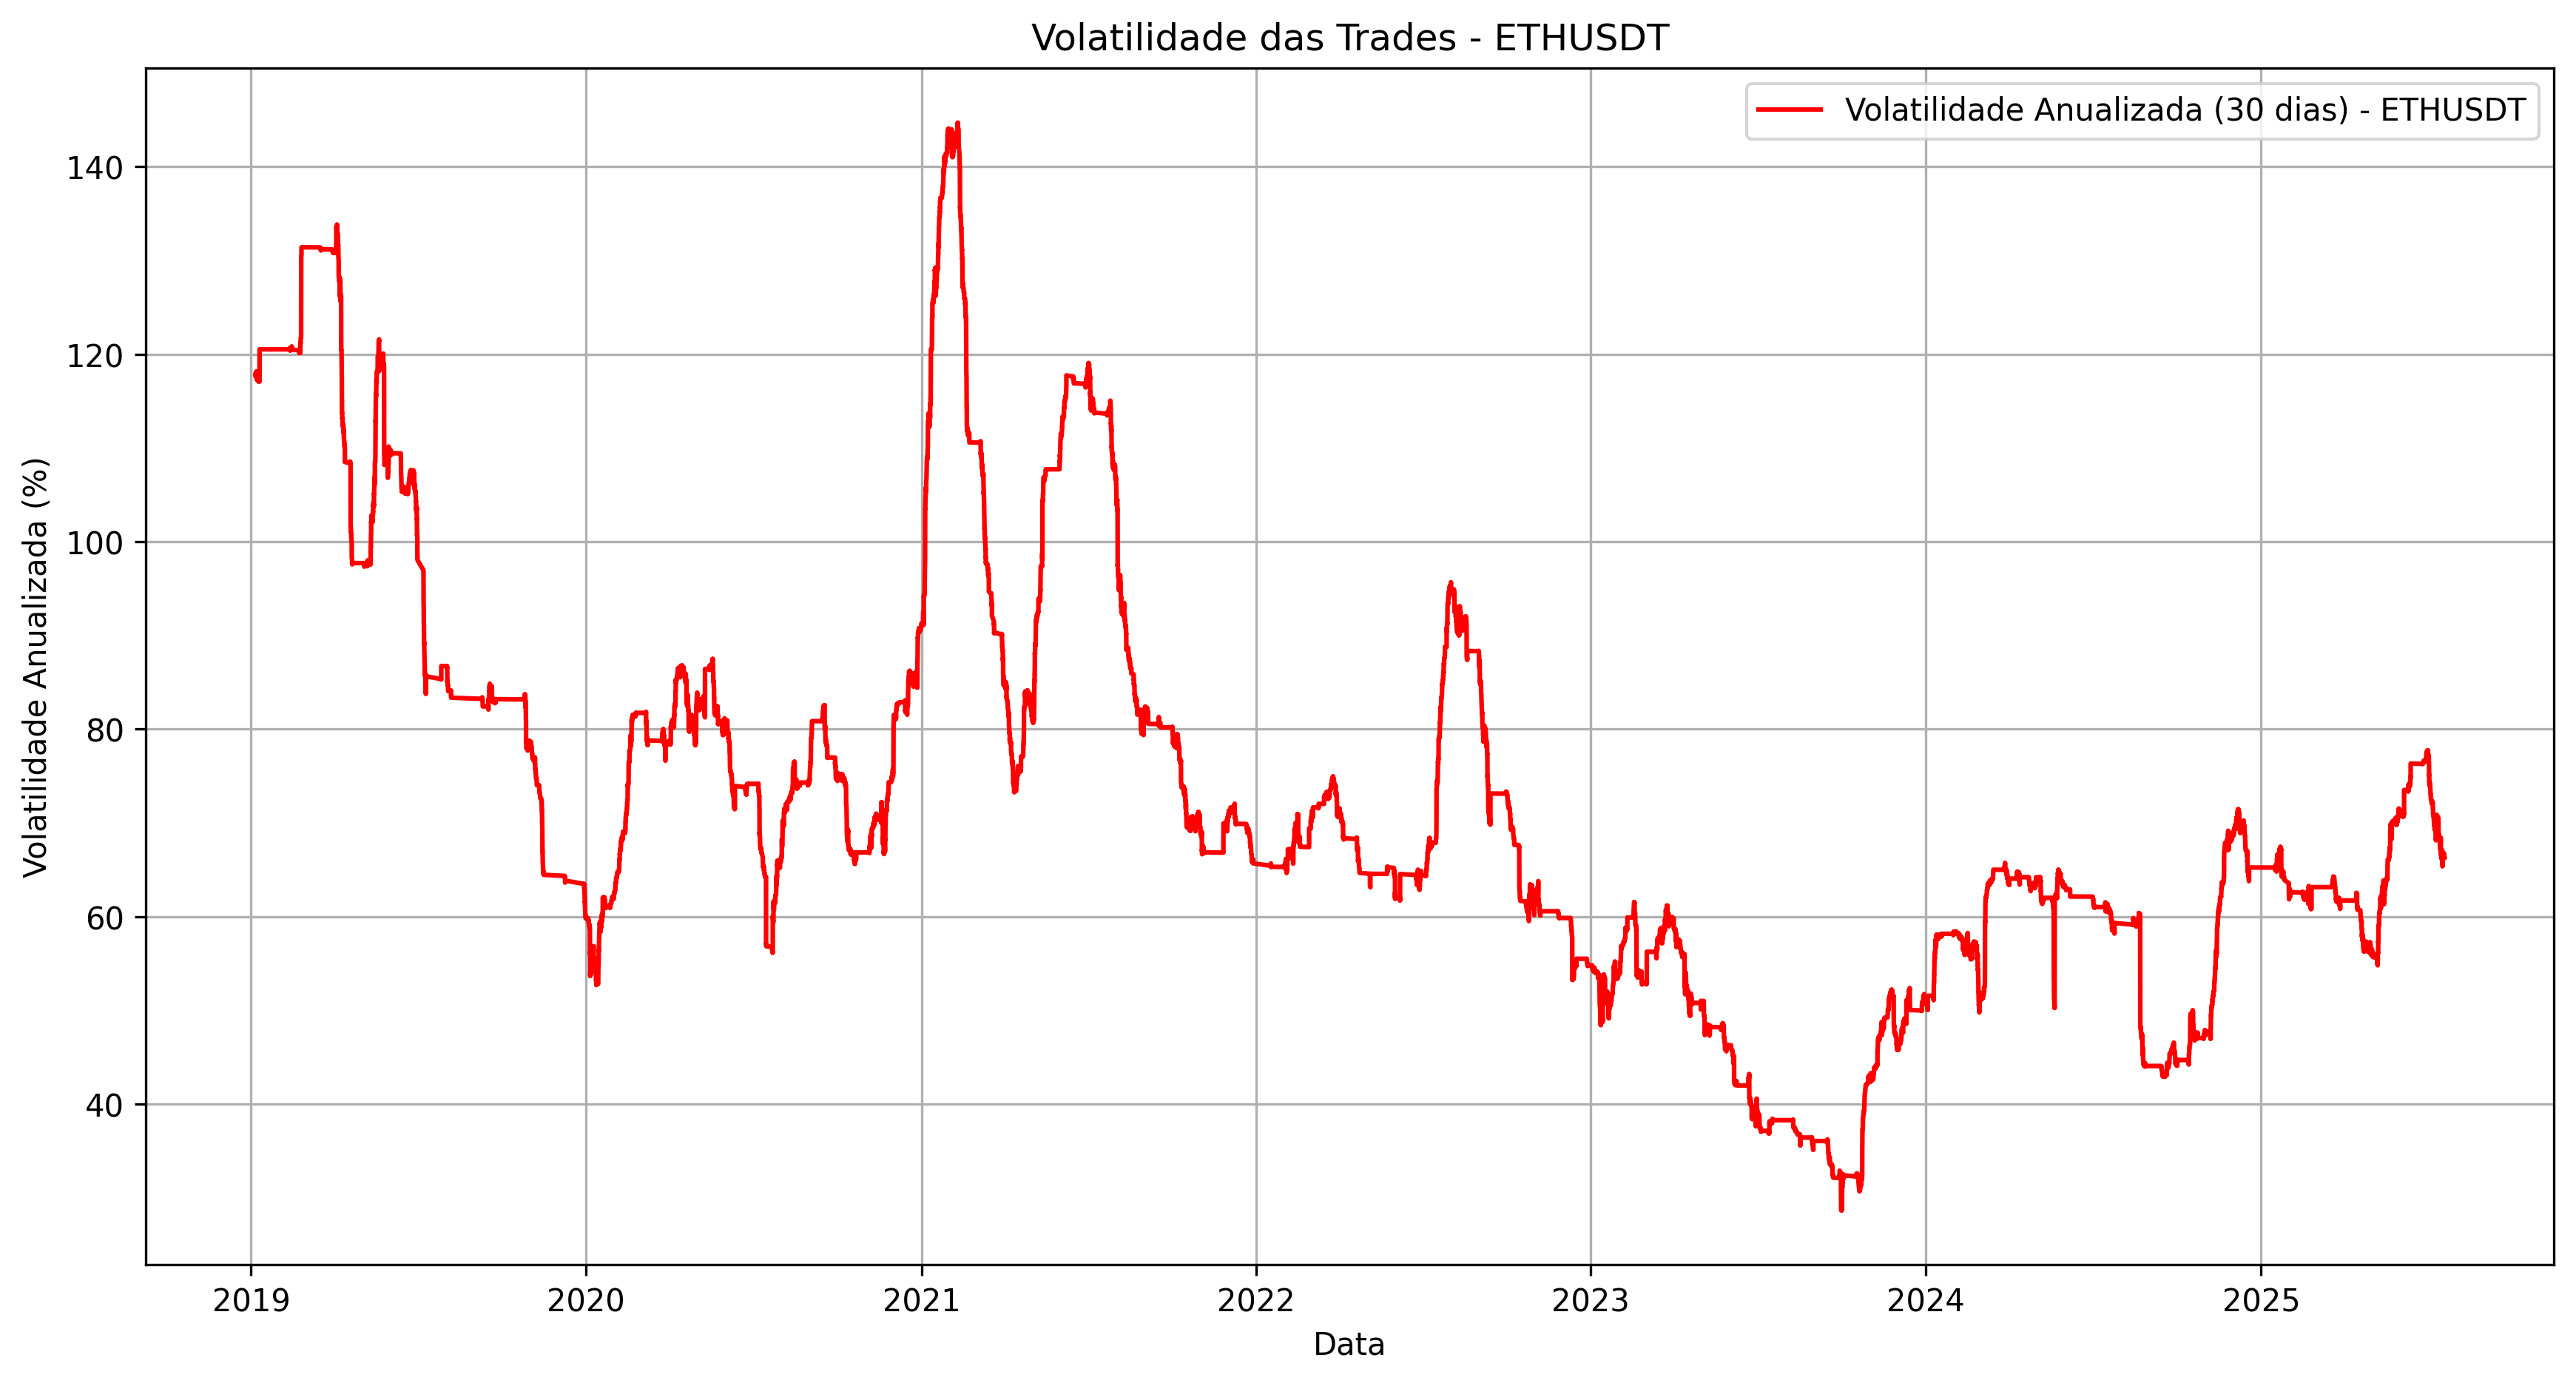 Volatilidade das Trades - ETHUSDT
Volatilidade Anualizada (30 dias) - ETHUSDT
Volatilidade Anualizada (%)
140
120
100
80
60
40
2019 2020 2021 2022 2023 2024 2025
Data